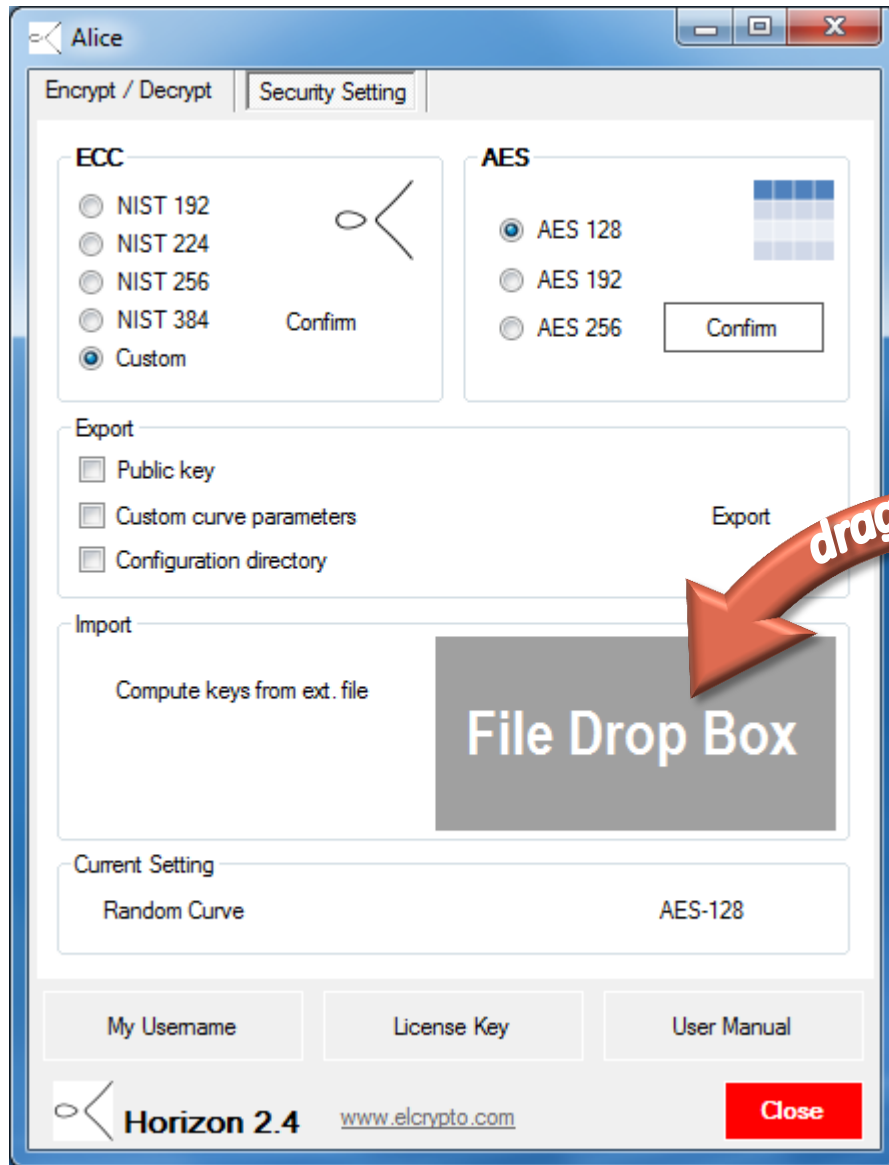 Alice
Encrypt / Decrypt
Security Setting
ECC
NIST 192
NIST 224
NIST 256
NIST 384
Custom
Confirm
AES
AES 128
AES 192
AES 256
Confirm
Export
Public key
Custom curve parameters
Configuration directory
Export
drag
Import
Compute keys from ext. file
File Drop Box
Current Setting
Random Curve
AES-128
My Username
License Key
User Manual
Horizon 2.4
www.elcrypto.com
Close